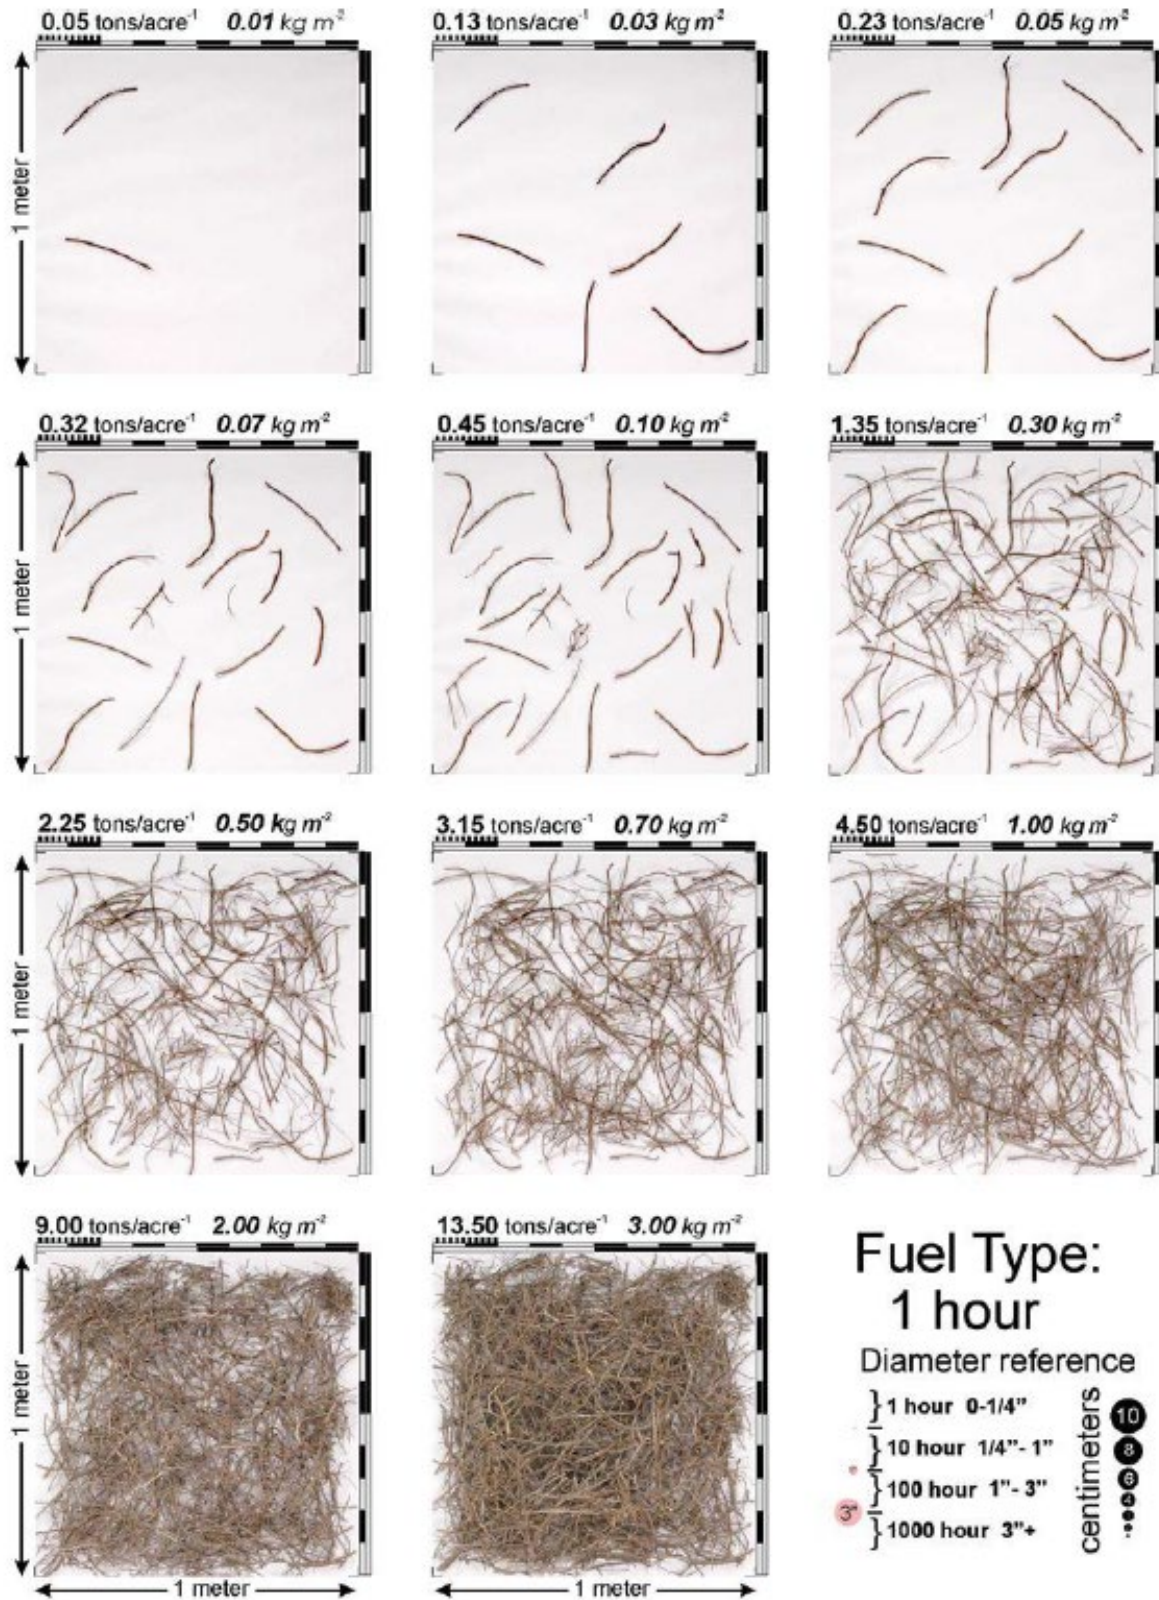 0.05 tons/acre⁻¹ 0.01 kg m⁻²
0.13 tons/acre⁻¹ 0.03 kg m⁻²
0.23 tons/acre⁻¹ 0.05 kg m⁻²
1 meter
0.32 tons/acre⁻¹ 0.07 kg m⁻²
0.45 tons/acre⁻¹ 0.10 kg m⁻²
1.35 tons/acre⁻¹ 0.30 kg m⁻²
1 meter
2.25 tons/acre⁻¹ 0.50 kg m⁻²
3.15 tons/acre⁻¹ 0.70 kg m⁻²
4.50 tons/acre⁻¹ 1.00 kg m⁻²
1 meter
9.00 tons/acre⁻¹ 2.00 kg m⁻²
13.50 tons/acre⁻¹ 3.00 kg m⁻²
1 meter
1 meter
1 meter
Fuel Type:
1 hour
Diameter reference
1 hour 0-1/4"
10 hour 1/4"- 1"
100 hour 1"- 3"
1000 hour 3"+
3"
centimeters
10
8
6
4